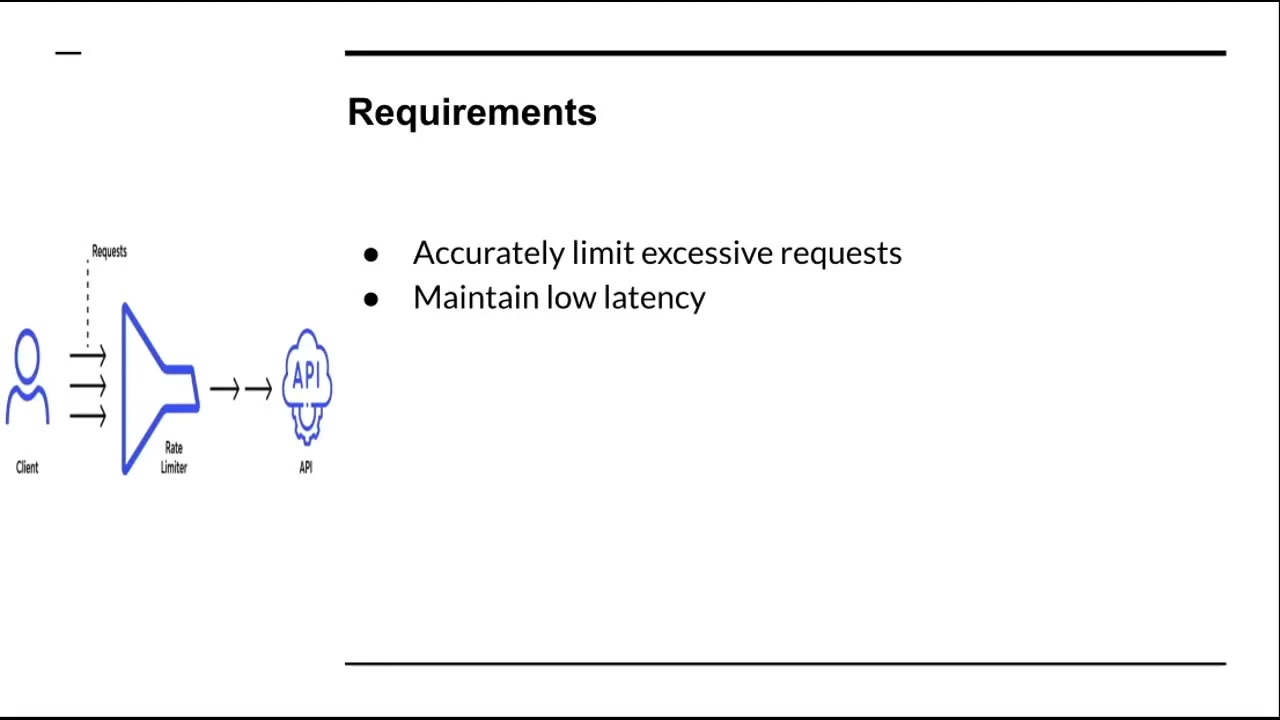 Requirements
● Accurately limit excessive requests
● Maintain low latency
Requests
API
Rate
Limiter
Client
API